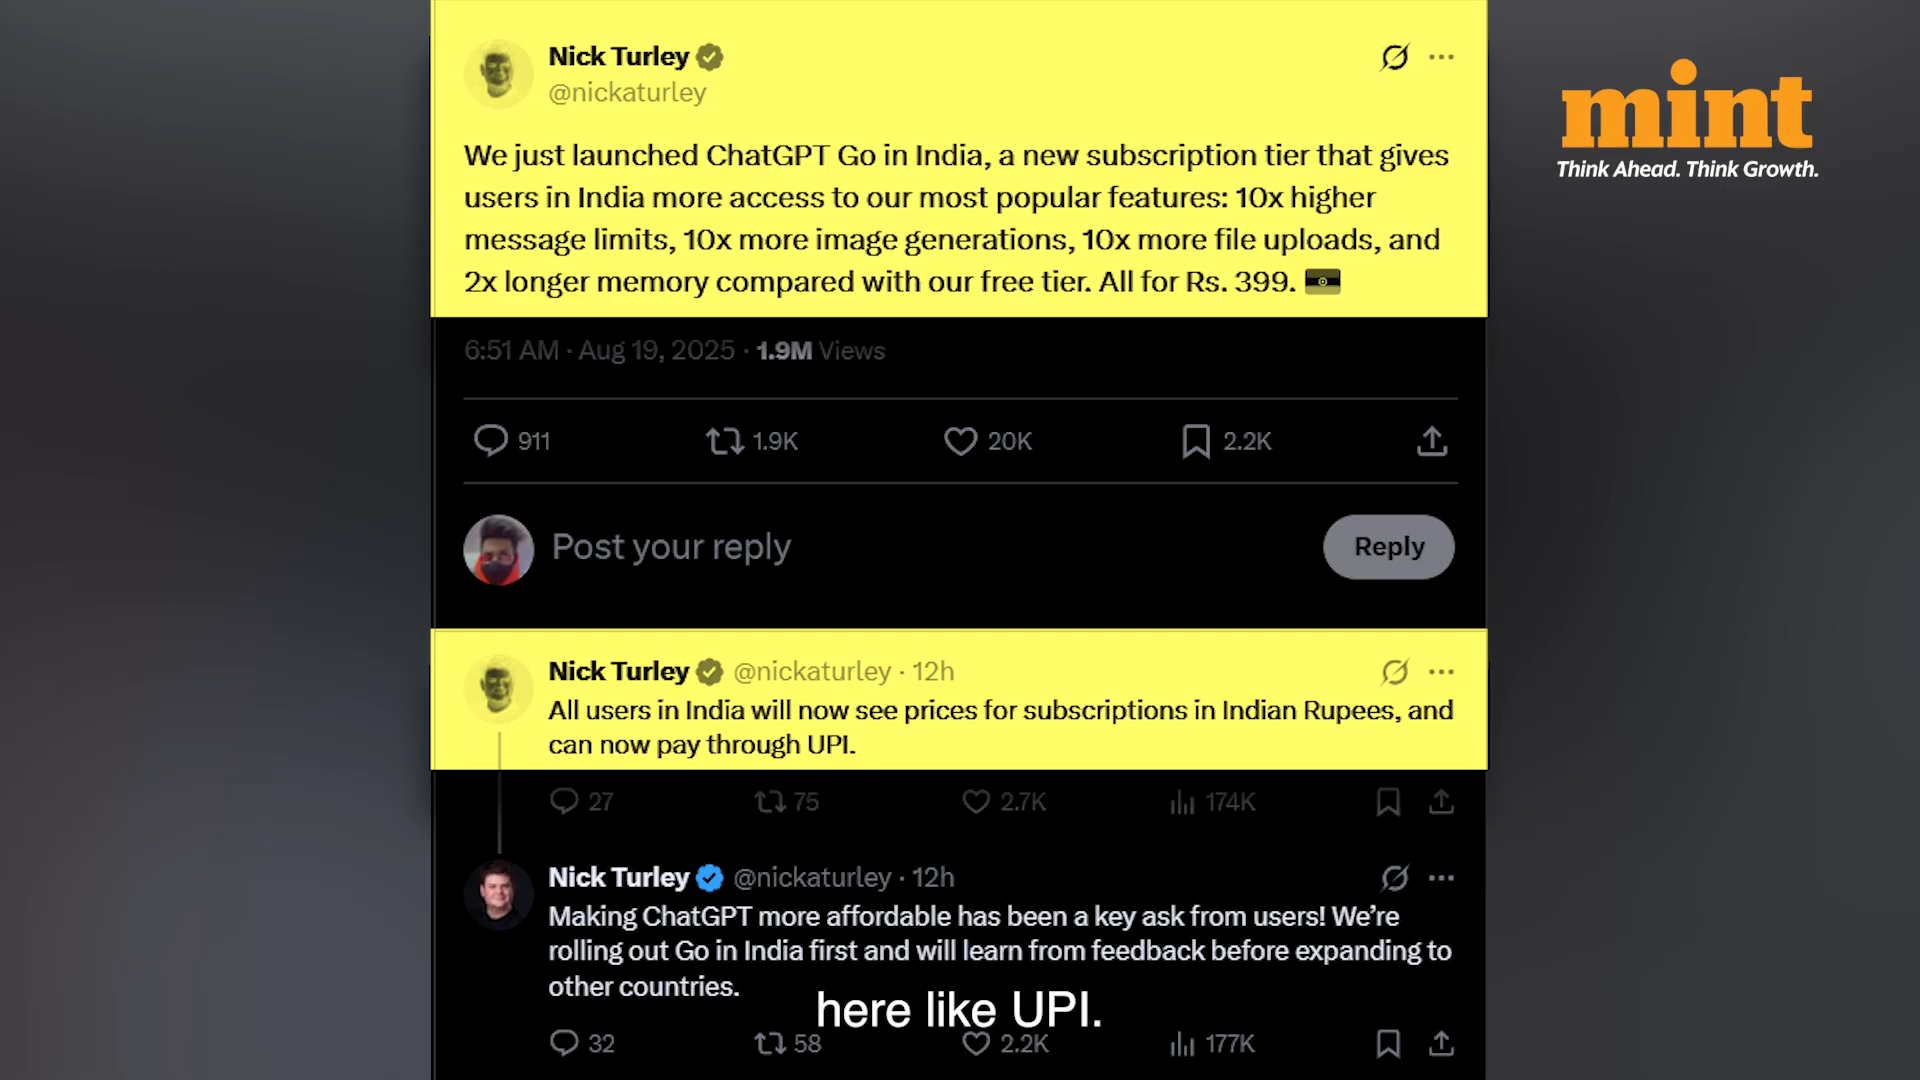 Nick Turley
@nickaturley
We just launched ChatGPT Go in India, a new subscription tier that gives
users in India more access to our most popular features: 10x higher
message limits, 10x more image generations, 10x more file uploads, and
2x longer memory compared with our free tier. All for Rs. 399.
6:51 AM · Aug 19, 2025 · 1.9M Views
911 1.9K 20K 2.2K
Post your reply
Reply
Nick Turley @nickaturley · 12h
All users in India will now see prices for subscriptions in Indian Rupees, and
can now pay through UPI.
27 75 2.7K 174K
Nick Turley @nickaturley · 12h
Making ChatGPT more affordable has been a key ask from users! We're
rolling out Go in India first and will learn from feedback before expanding to
other countries.
here like UPI.
32 58 2.2K 177K
mint
Think Ahead. Think Growth.